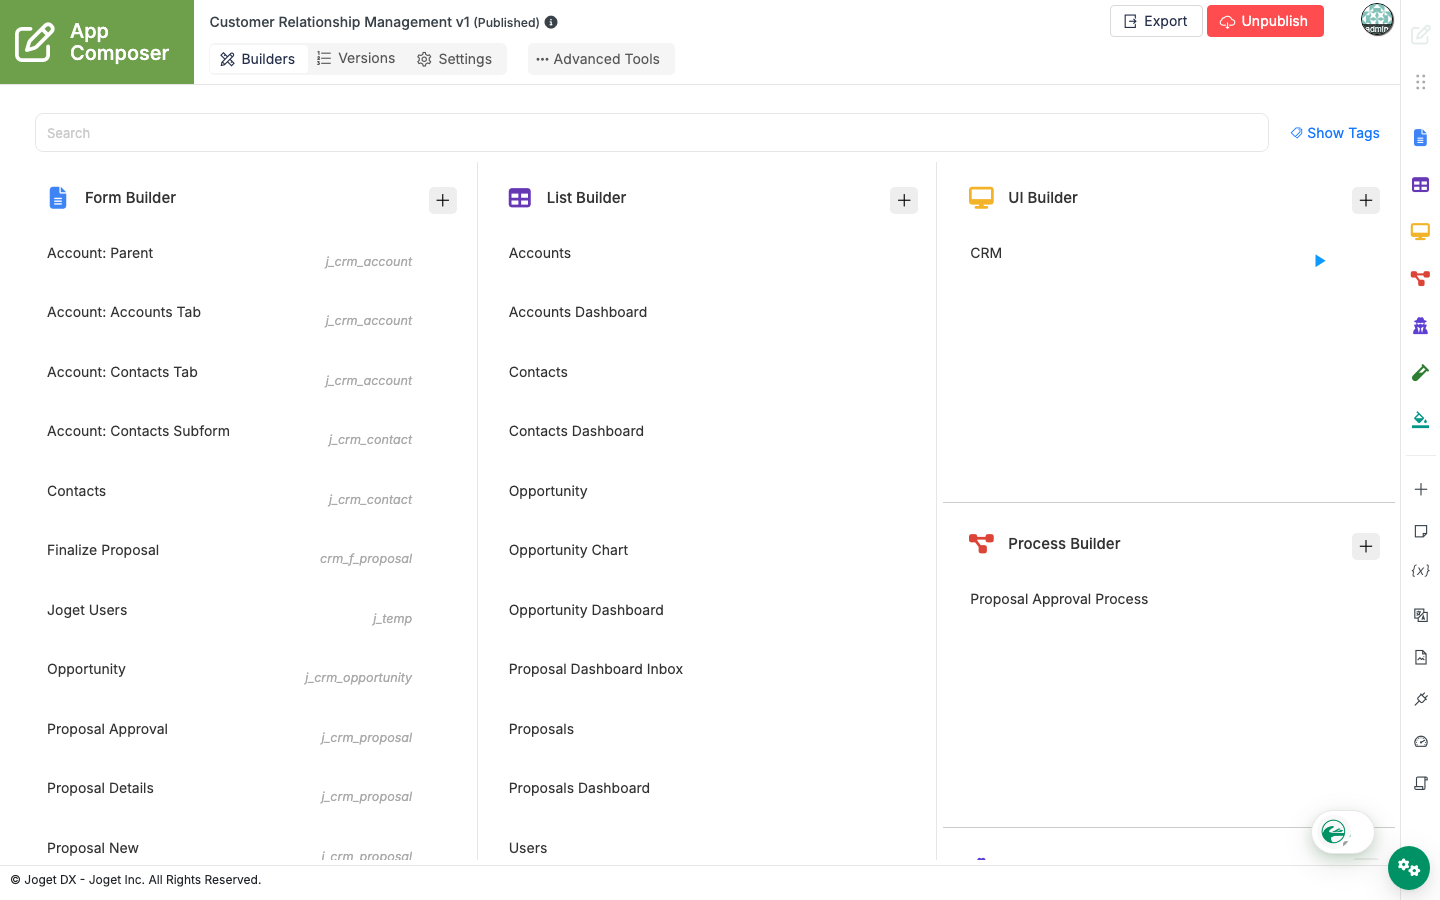 App
Composer
Customer Relationship Management v1 (Published)
Export
Unpublish
admin
Builders
Versions
Settings
Advanced Tools
Search
Show Tags
Form Builder
Account: Parent
j_crm_account
Account: Accounts Tab
j_crm_account
Account: Contacts Tab
j_crm_account
Account: Contacts Subform
j_crm_contact
Contacts
j_crm_contact
Finalize Proposal
crm_f_proposal
Joget Users
j_temp
Opportunity
j_crm_opportunity
Proposal Approval
j_crm_proposal
Proposal Details
j_crm_proposal
Proposal New
j_crm_proposal
List Builder
Accounts
Accounts Dashboard
Contacts
Contacts Dashboard
Opportunity
Opportunity Chart
Opportunity Dashboard
Proposal Dashboard Inbox
Proposals
Proposals Dashboard
Users
UI Builder
CRM
Process Builder
Proposal Approval Process
{x}
© Joget DX - Joget Inc. All Rights Reserved.